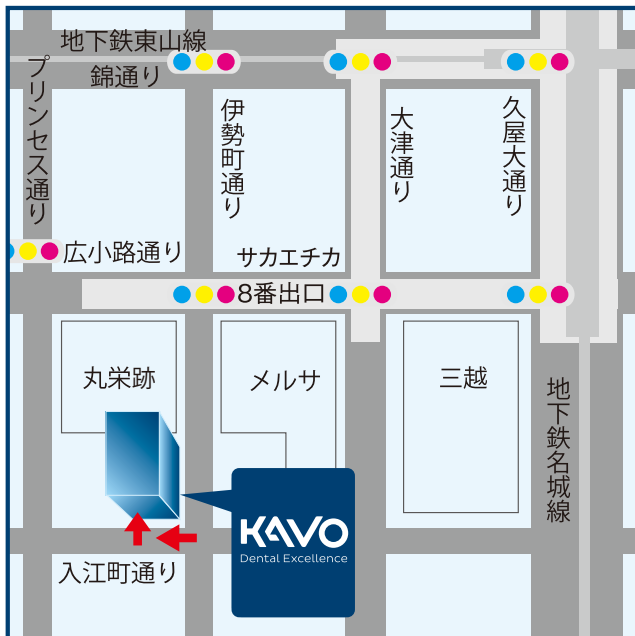 地下鉄東山線
錦通り
プリンセス通り
伊勢町通り
大津通り
久屋大通り
広小路通り
サカエチカ
8番出口
丸栄跡
メルサ
三越
地下鉄名城線
KAVO
Dental Excellence
入江町通り